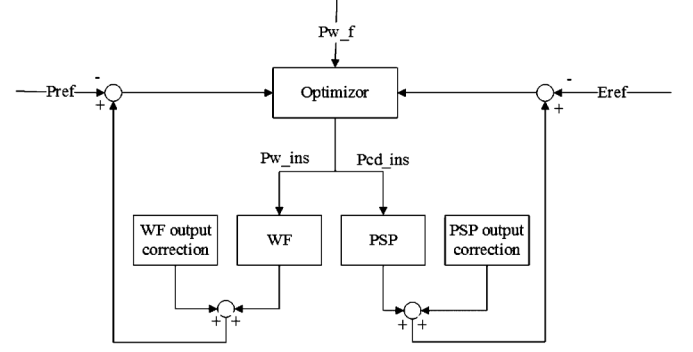 Pw_f
-
-
Pref
Optimizor
Eref
+
+
Pw_ins
Pcd_ins
WF output
correction
WF
PSP
PSP output
correction
+
+
+
+